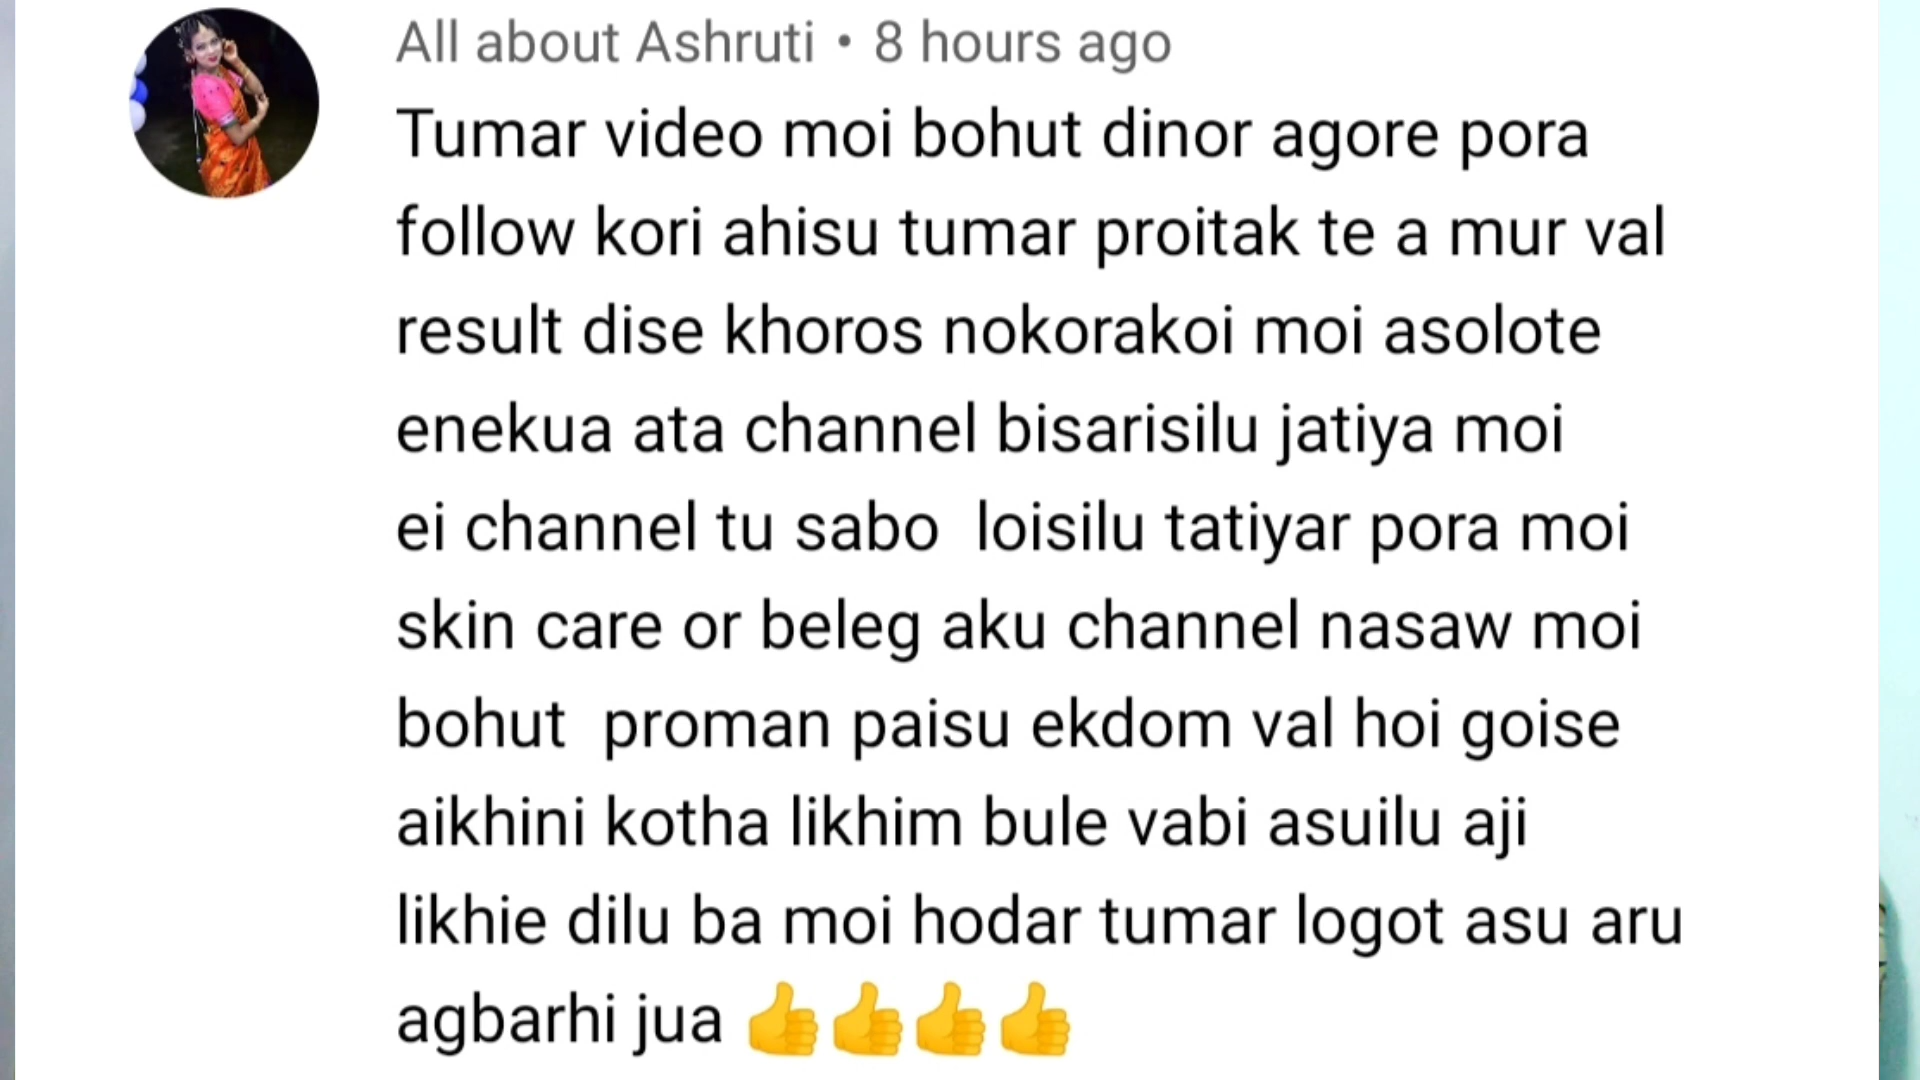 All about Ashruti • 8 hours ago
Tumar video moi bohut dinor agore pora
follow kori ahisu tumar proitak te a mur val
result dise khoros nokorakoi moi asolote
enekua ata channel bisarisilu jatiya moi
ei channel tu sabo  loisilu tatiyar pora moi
skin care or beleg aku channel nasaw moi
bohut  proman paisu ekdom val hoi goise
aikhini kotha likhim bule vabi asuilu aji
likhie dilu ba moi hodar tumar logot asu aru
agbarhi jua 👍👍👍👍